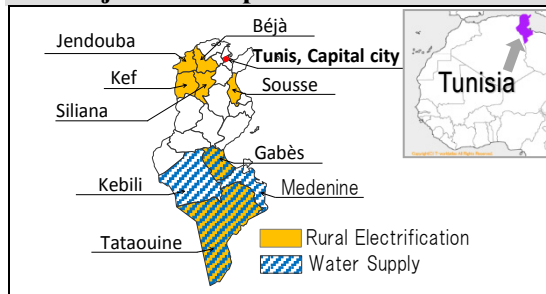 Béjà
Jendouba
Tunis, Capital city
Kef
Sousse
Siliana
Tunisia
Gabès
Kebili
Medenine
Tataouine
Rural Electrification
Water Supply